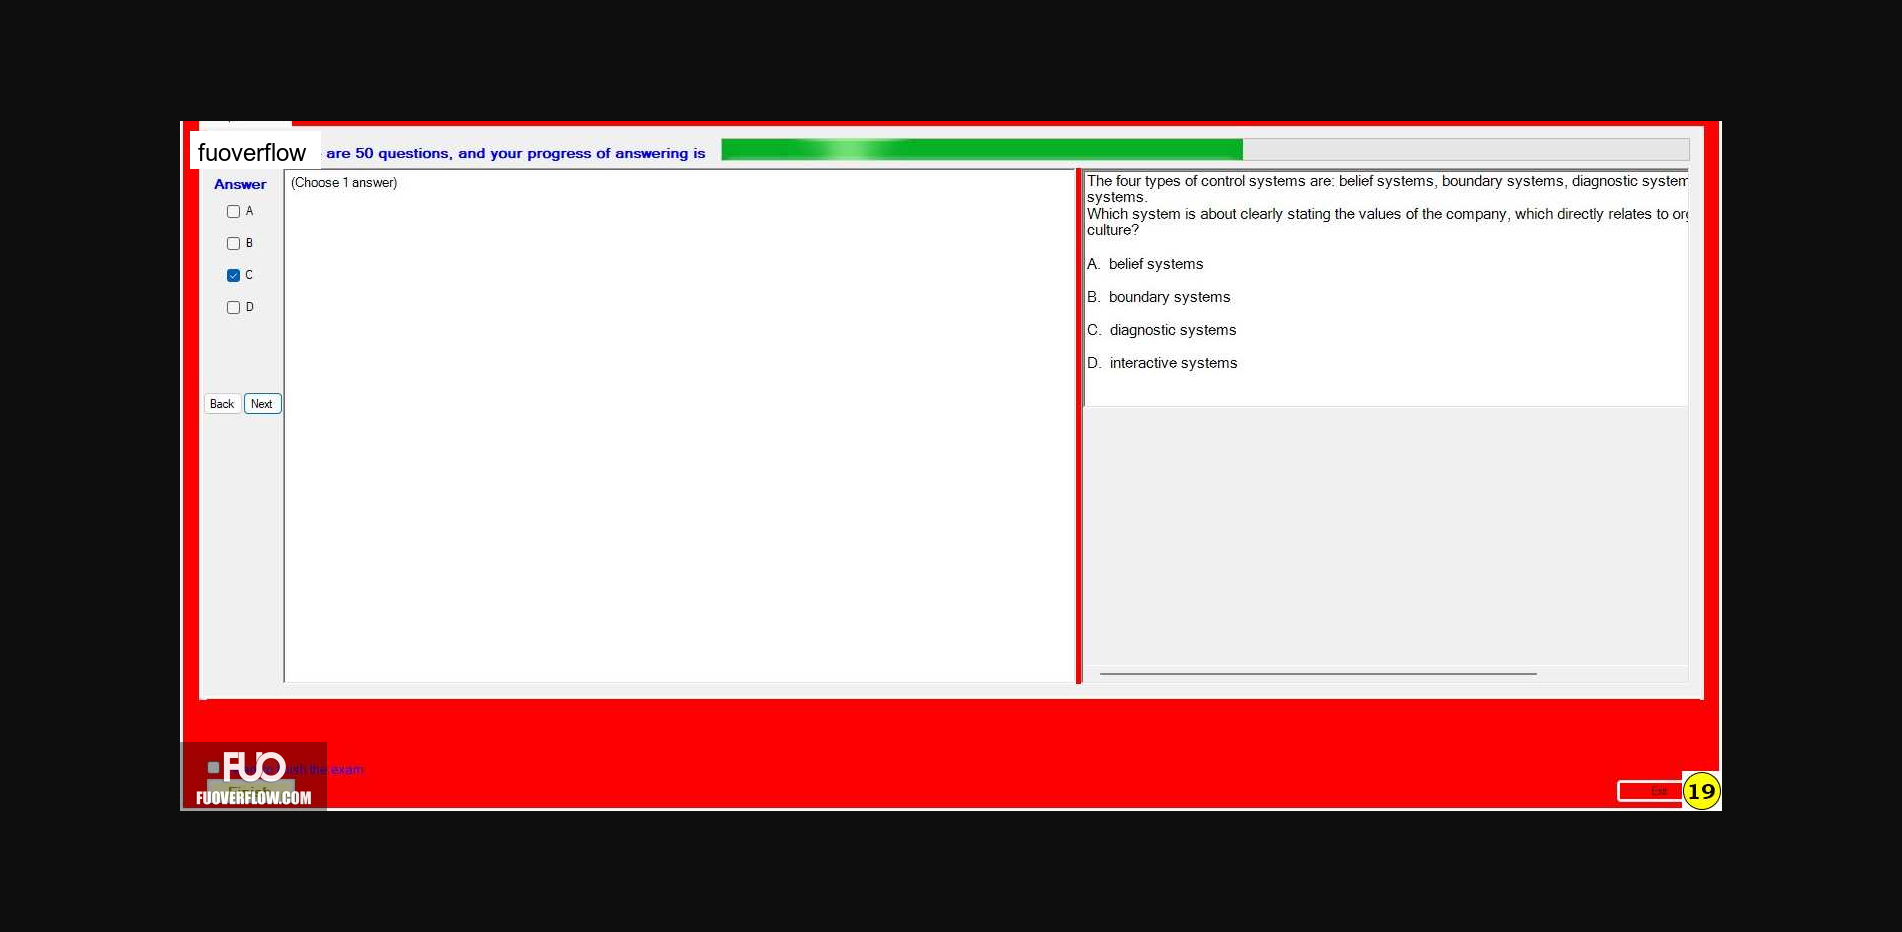 fuoverflow are 50 questions, and your progress of answering is
Answer
(Choose 1 answer)
A
B
C
D
Back Next
The four types of control systems are: belief systems, boundary systems, diagnostic system
systems.
Which system is about clearly stating the values of the company, which directly relates to
culture?
A. belief systems
B. boundary systems
C. diagnostic systems
D. interactive systems
FUO
the exam
Finish
FUOVERFLOW.COM
Exit
19